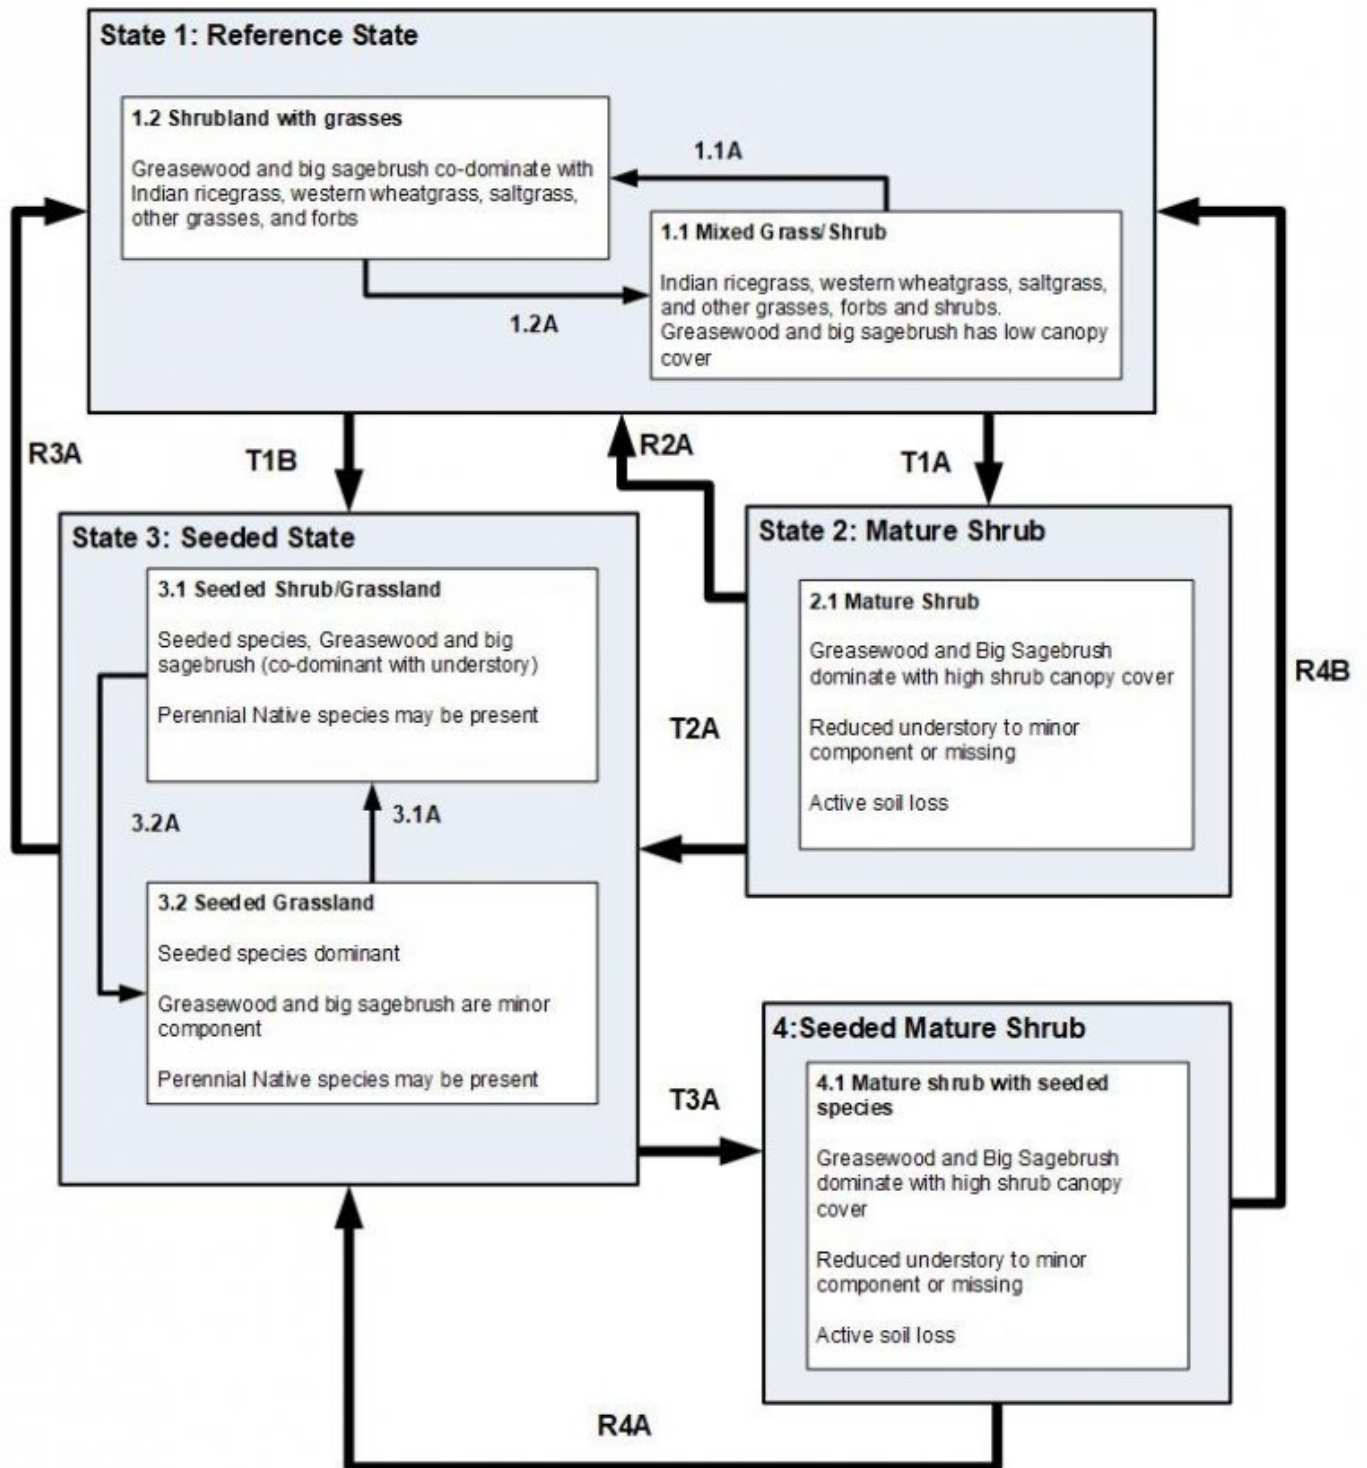 State 1: Reference State
1.2 Shrubland with grasses
Greasewood and big sagebrush co-dominate with
Indian ricegrass, western wheatgrass, saltgrass,
other grasses, and forbs
1.1A
1.1 Mixed Grass/Shrub
Indian ricegrass, western wheatgrass, saltgrass,
and other grasses, forbs and shrubs.
Greasewood and big sagebrush has low canopy
cover
1.2A
R3A
T1B
R2A
T1A
State 3: Seeded State
3.1 Seeded Shrub/Grassland
Seeded species, Greasewood and big
sagebrush (co-dominant with understory)
Perennial Native species may be present
3.2A
3.1A
3.2 Seeded Grassland
Seeded species dominant
Greasewood and big sagebrush are minor
component
Perennial Native species may be present
State 2: Mature Shrub
2.1 Mature Shrub
Greasewood and Big Sagebrush
dominate with high shrub canopy cover
Reduced understory to minor
component or missing
Active soil loss
T2A
R4B
T3A
4:Seeded Mature Shrub
4.1 Mature shrub with seeded
species
Greasewood and Big Sagebrush
dominate with high shrub canopy
cover
Reduced understory to minor
component or missing
Active soil loss
R4A